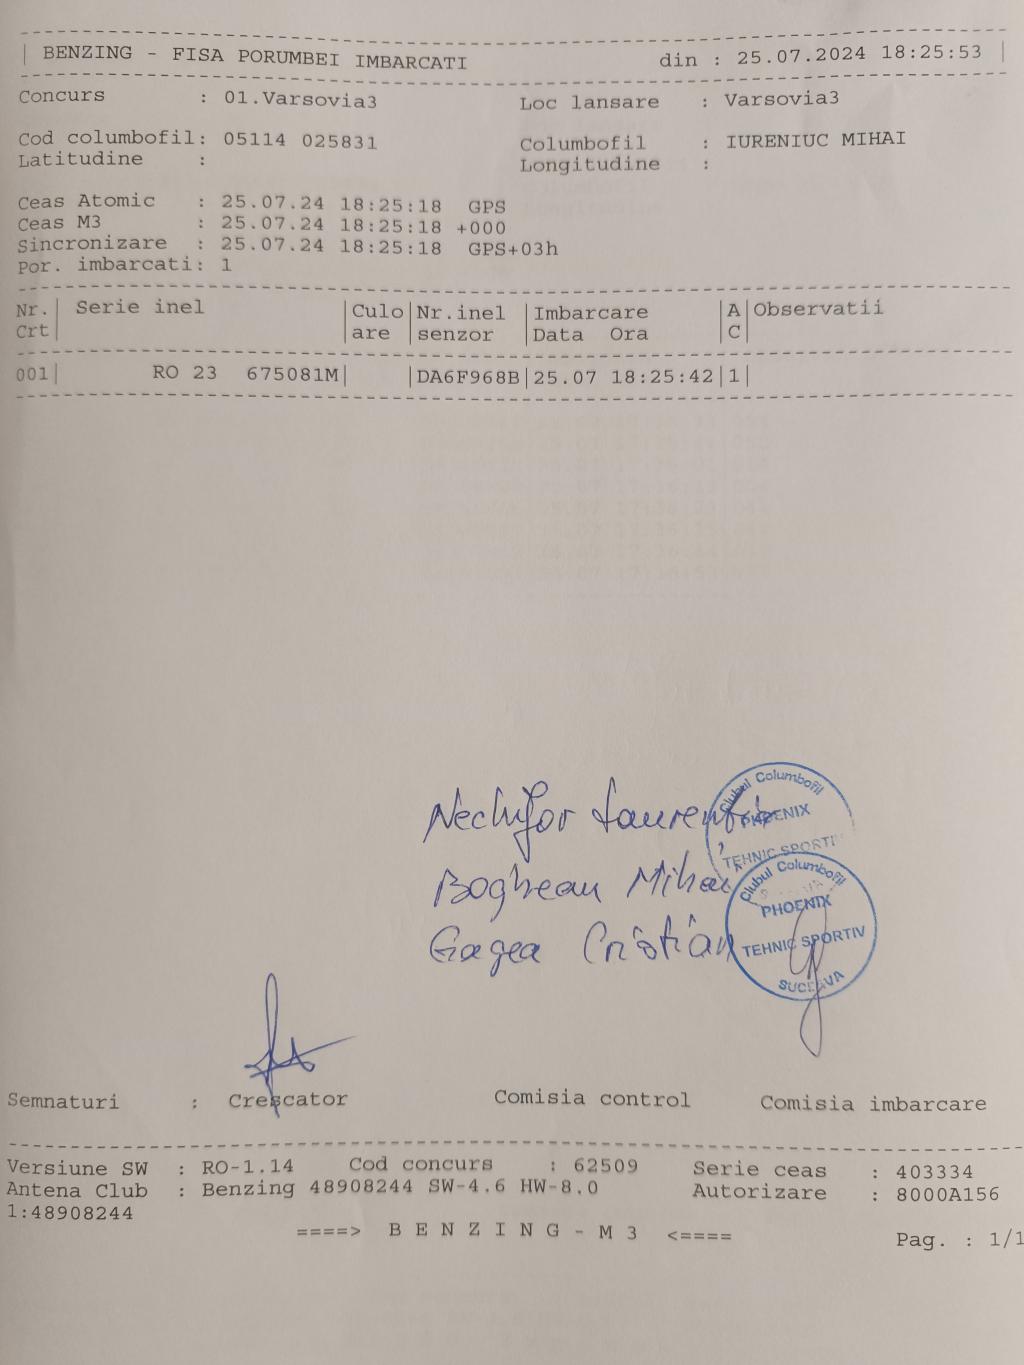 BENZING - FISA PORUMBEI IMBARCATI din : 25.07.2024 18:25:53
Concurs : 01.Varsovia3 Loc lansare : Varsovia3
Cod columbofil: 05114 025831 Columbofil : IURENIUC MIHAI
Latitudine : Longitudine :
Ceas Atomic : 25.07.24 18:25:18 GPS
Ceas M3 : 25.07.24 18:25:18 +000
Sincronizare : 25.07.24 18:25:18 GPS+03h
Por. imbarcati: 1
Nr.| Serie inel |Culo|Nr.inel |Imbarcare |A|Observatii
Crt| |are |senzor |Data Ora |C|
001| RO 23 675081M| |DA6F968B|25.07 18:25:42|1|
Nechifor Laurentiu
Clubul Columbofil
PHOENIX
TEHNIC SPORTIV
Boghean Mihai
Clubul Columbofil
PHOENIX
TEHNIC SPORTIV
SUCEAVA
Gagea Cristian
Semnaturi : Crescator Comisia control Comisia imbarcare
Versiune SW : RO-1.14 Cod concurs : 62509 Serie ceas : 403334
Antena Club : Benzing 48908244 SW-4.6 HW-8.0 Autorizare : 8000A156
1:48908244
====> B E N Z I N G - M 3 <====
Pag. : 1/1